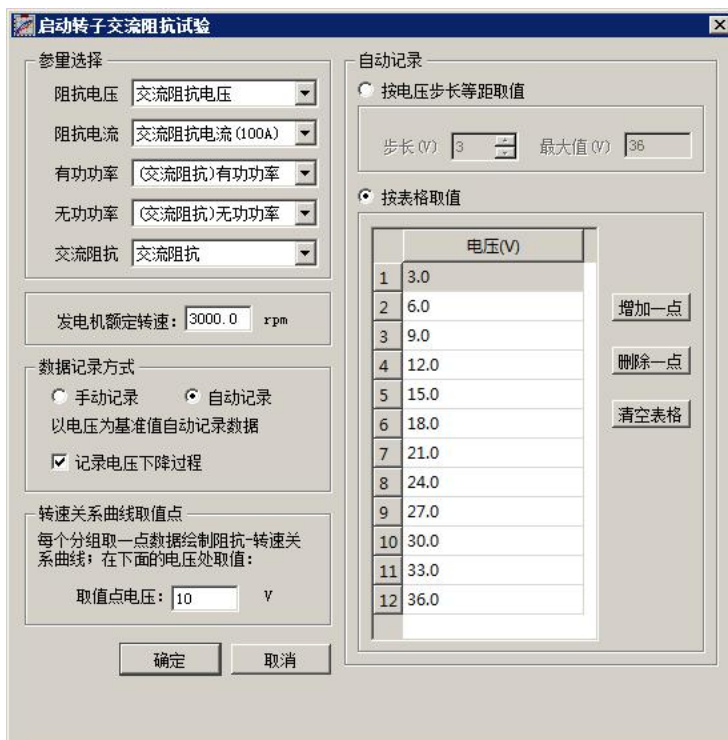 启动转子交流阻抗试验
参量选择
阻抗电压 交流阻抗电压
阻抗电流 交流阻抗电流(100A)
有功功率 (交流阻抗)有功功率
无功功率 (交流阻抗)无功功率
交流阻抗 交流阻抗
发电机额定转速: 3000.0 rpm
数据记录方式
手动记录 自动记录
以电压为基准值自动记录数据
记录电压下降过程
转速关系曲线取值点
每个分组取一点数据绘制阻抗-转速关
系曲线; 在下面的电压处取值:
取值点电压: 10 V
确定 取消
自动记录
按电压步长等距取值
步长(V) 3 最大值(V) 36
按表格取值
电压(V)
1 3.0
2 6.0
3 9.0
4 12.0
5 15.0
6 18.0
7 21.0
8 24.0
9 27.0
10 30.0
11 33.0
12 36.0
增加一点
删除一点
清空表格